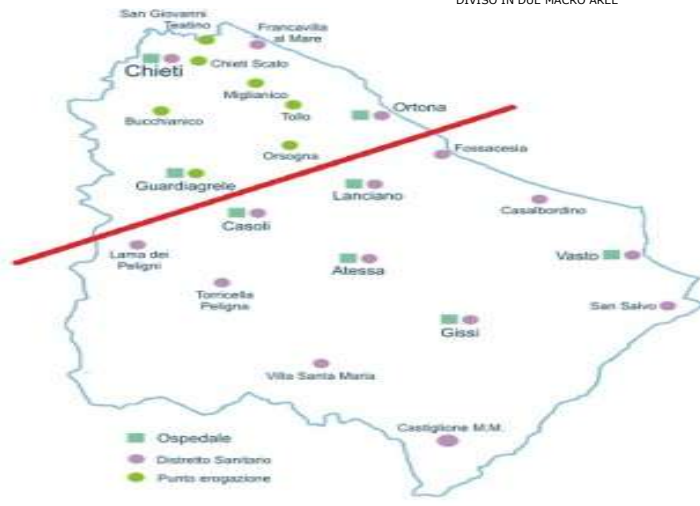 DIVISO IN DUE MACRO AREE
San Giovanni
Teatino
Francavilla
al Mare
Chieti
Chieti Scalo
Miglianico
Tollo
Bucchianico
Ortona
Orsogna
Fossacesia
Guardiagrele
Lanciano
Casalbordino
Casoli
Lama dei
Peligni
Atessa
Vasto
Torricella
Peligna
San Salvo
Gissi
Villa Santa Maria
Castiglione M.M.
Ospedale
Distretto Sanitario
Punto erogazione